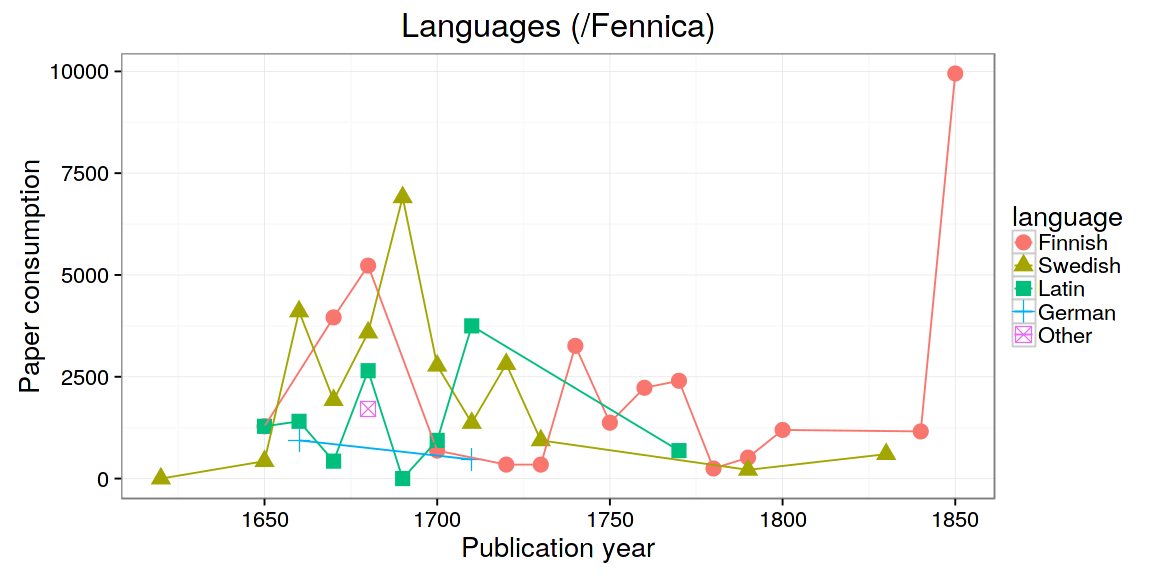 Languages (/Fennica)
10000
7500
5000
2500
0
Paper consumption
1650 1700 1750 1800 1850
Publication year
language
Finnish
Swedish
Latin
German
Other